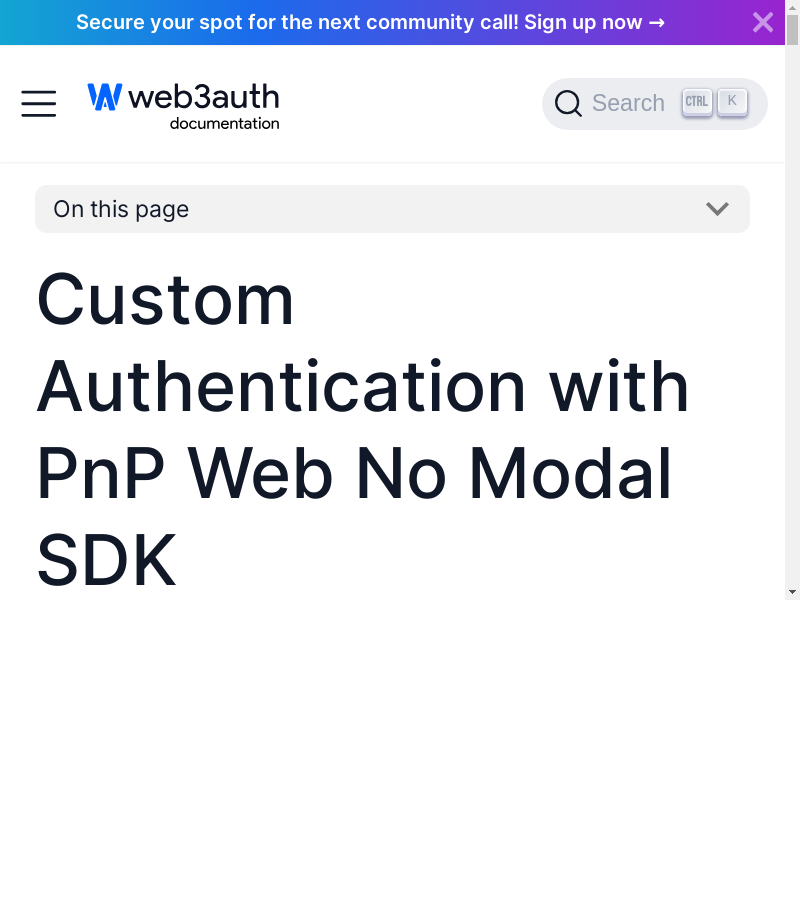 Secure your spot for the next community call! Sign up now →
web3auth
documentation
Search CTRL K
On this page
Custom
Authentication with
PnP Web No Modal
SDK